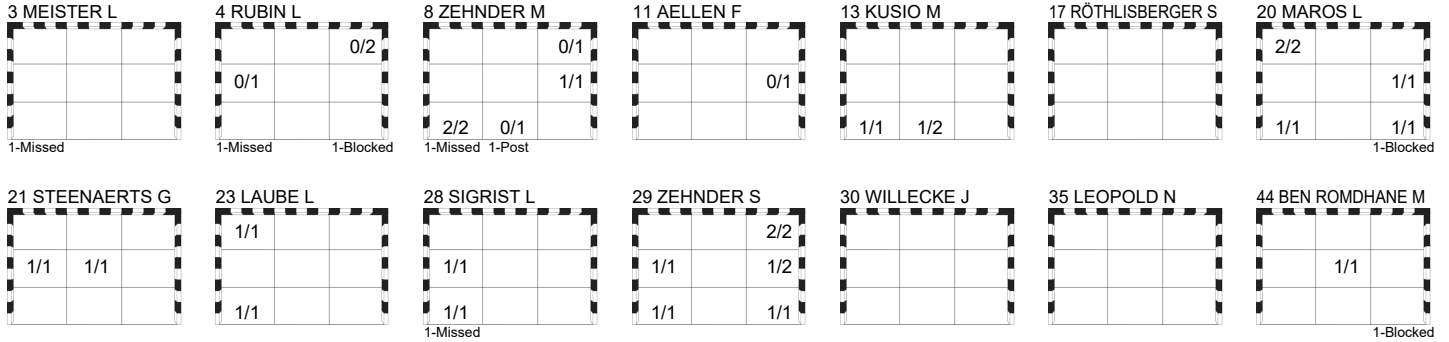 3 MEISTER L 4 RUBIN L 8 ZEHNDER M 11 AELLEN F 13 KUSIO M 17 RÖTHLISBERGER S 20 MAROS L
0/2 0/1 2/2
0/1 1/1 0/1 1/1
2/2 0/1 1/1 1/2 1/1 1/1
1-Missed 1-Missed 1-Blocked 1-Missed 1-Post 1-Blocked
21 STEENAERTS G 23 LAUBE L 28 SIGRIST L 29 ZEHNDER S 30 WILLECKE J 35 LEOPOLD N 44 BEN ROMDHANE M
1/1 2/2
1/1 1/1 1/1 1/1 1/2 1/1
1/1 1/1 1/1 1/1
1-Missed 1-Blocked